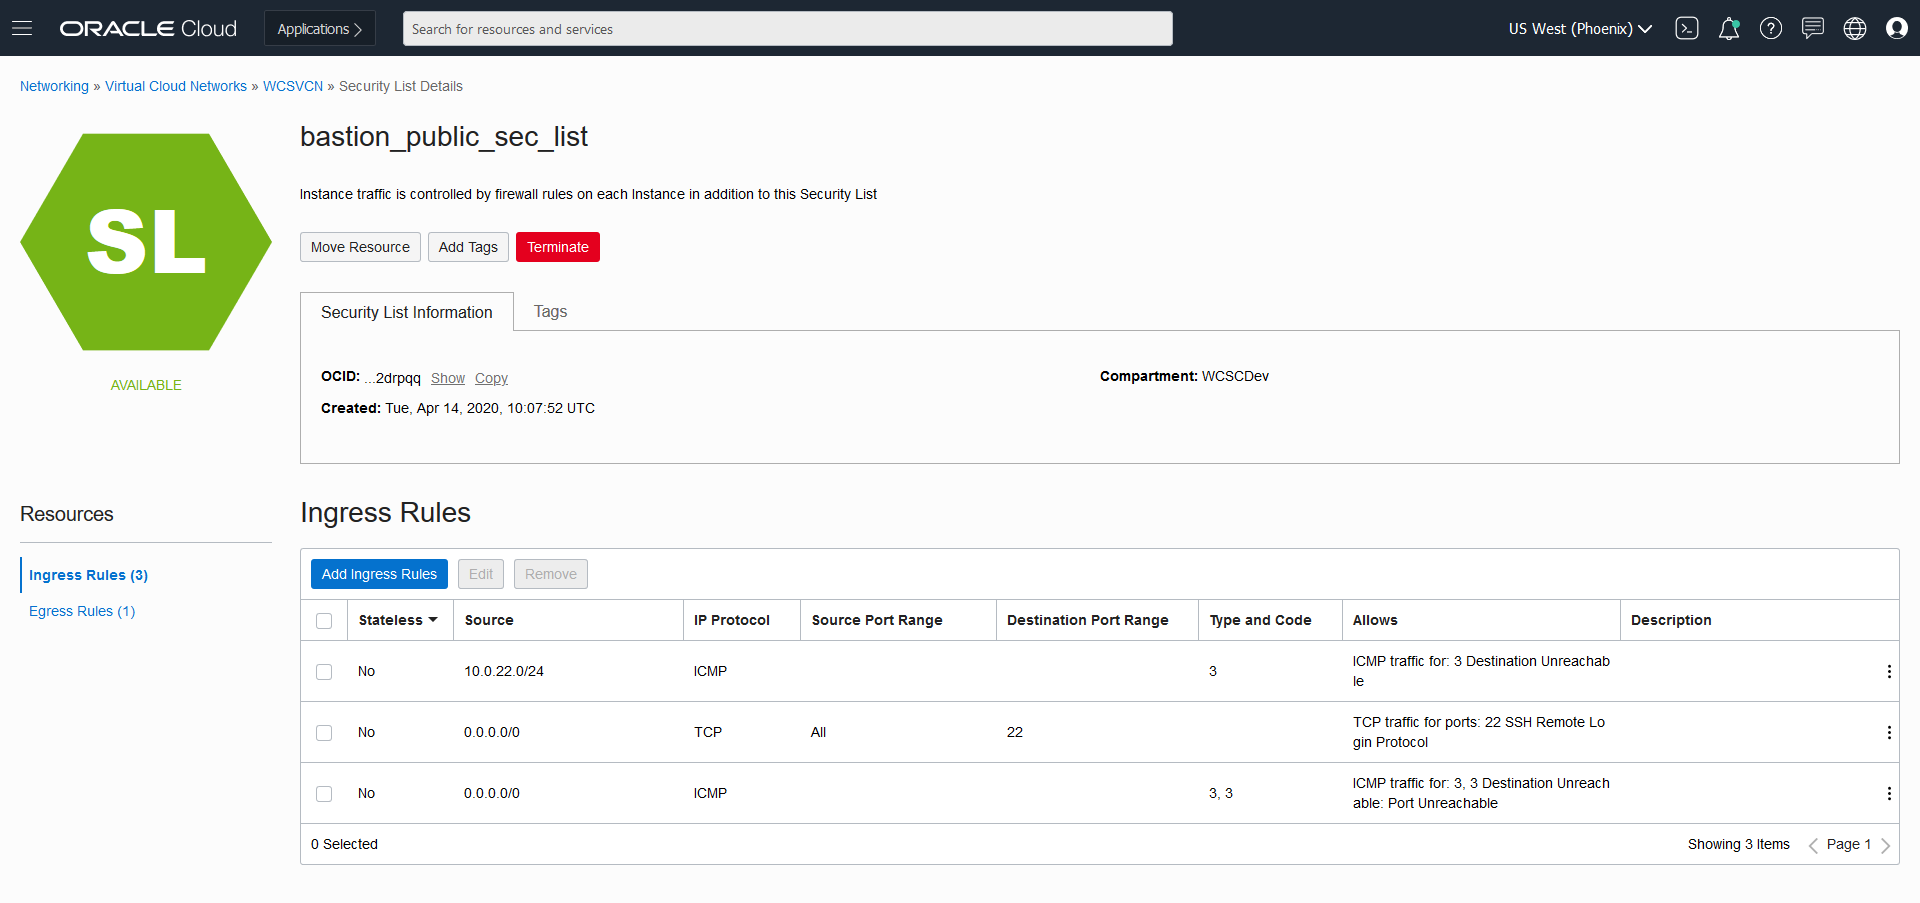 ORACLE Cloud
Applications
Search for resources and services
US West (Phoenix)
Networking » Virtual Cloud Networks » WCSVCN » Security List Details
SL
AVAILABLE
bastion_public_sec_list
Instance traffic is controlled by firewall rules on each Instance in addition to this Security List
Move Resource
Add Tags
Terminate
Security List Information
Tags
OCID: ...2drpqq Show Copy
Compartment: WCSCDev
Created: Tue, Apr 14, 2020, 10:07:52 UTC
Resources
Ingress Rules (3)
Egress Rules (1)
Ingress Rules
Add Ingress Rules
Edit
Remove
Stateless Source IP Protocol Source Port Range Destination Port Range Type and Code Allows Description
No 10.0.22.0/24 ICMP 3 ICMP traffic for: 3 Destination Unreachab
le
No 0.0.0.0/0 TCP All 22 TCP traffic for ports: 22 SSH Remote Lo
gin Protocol
No 0.0.0.0/0 ICMP 3, 3 ICMP traffic for: 3, 3 Destination Unreach
able: Port Unreachable
0 Selected
Showing 3 Items
Page 1